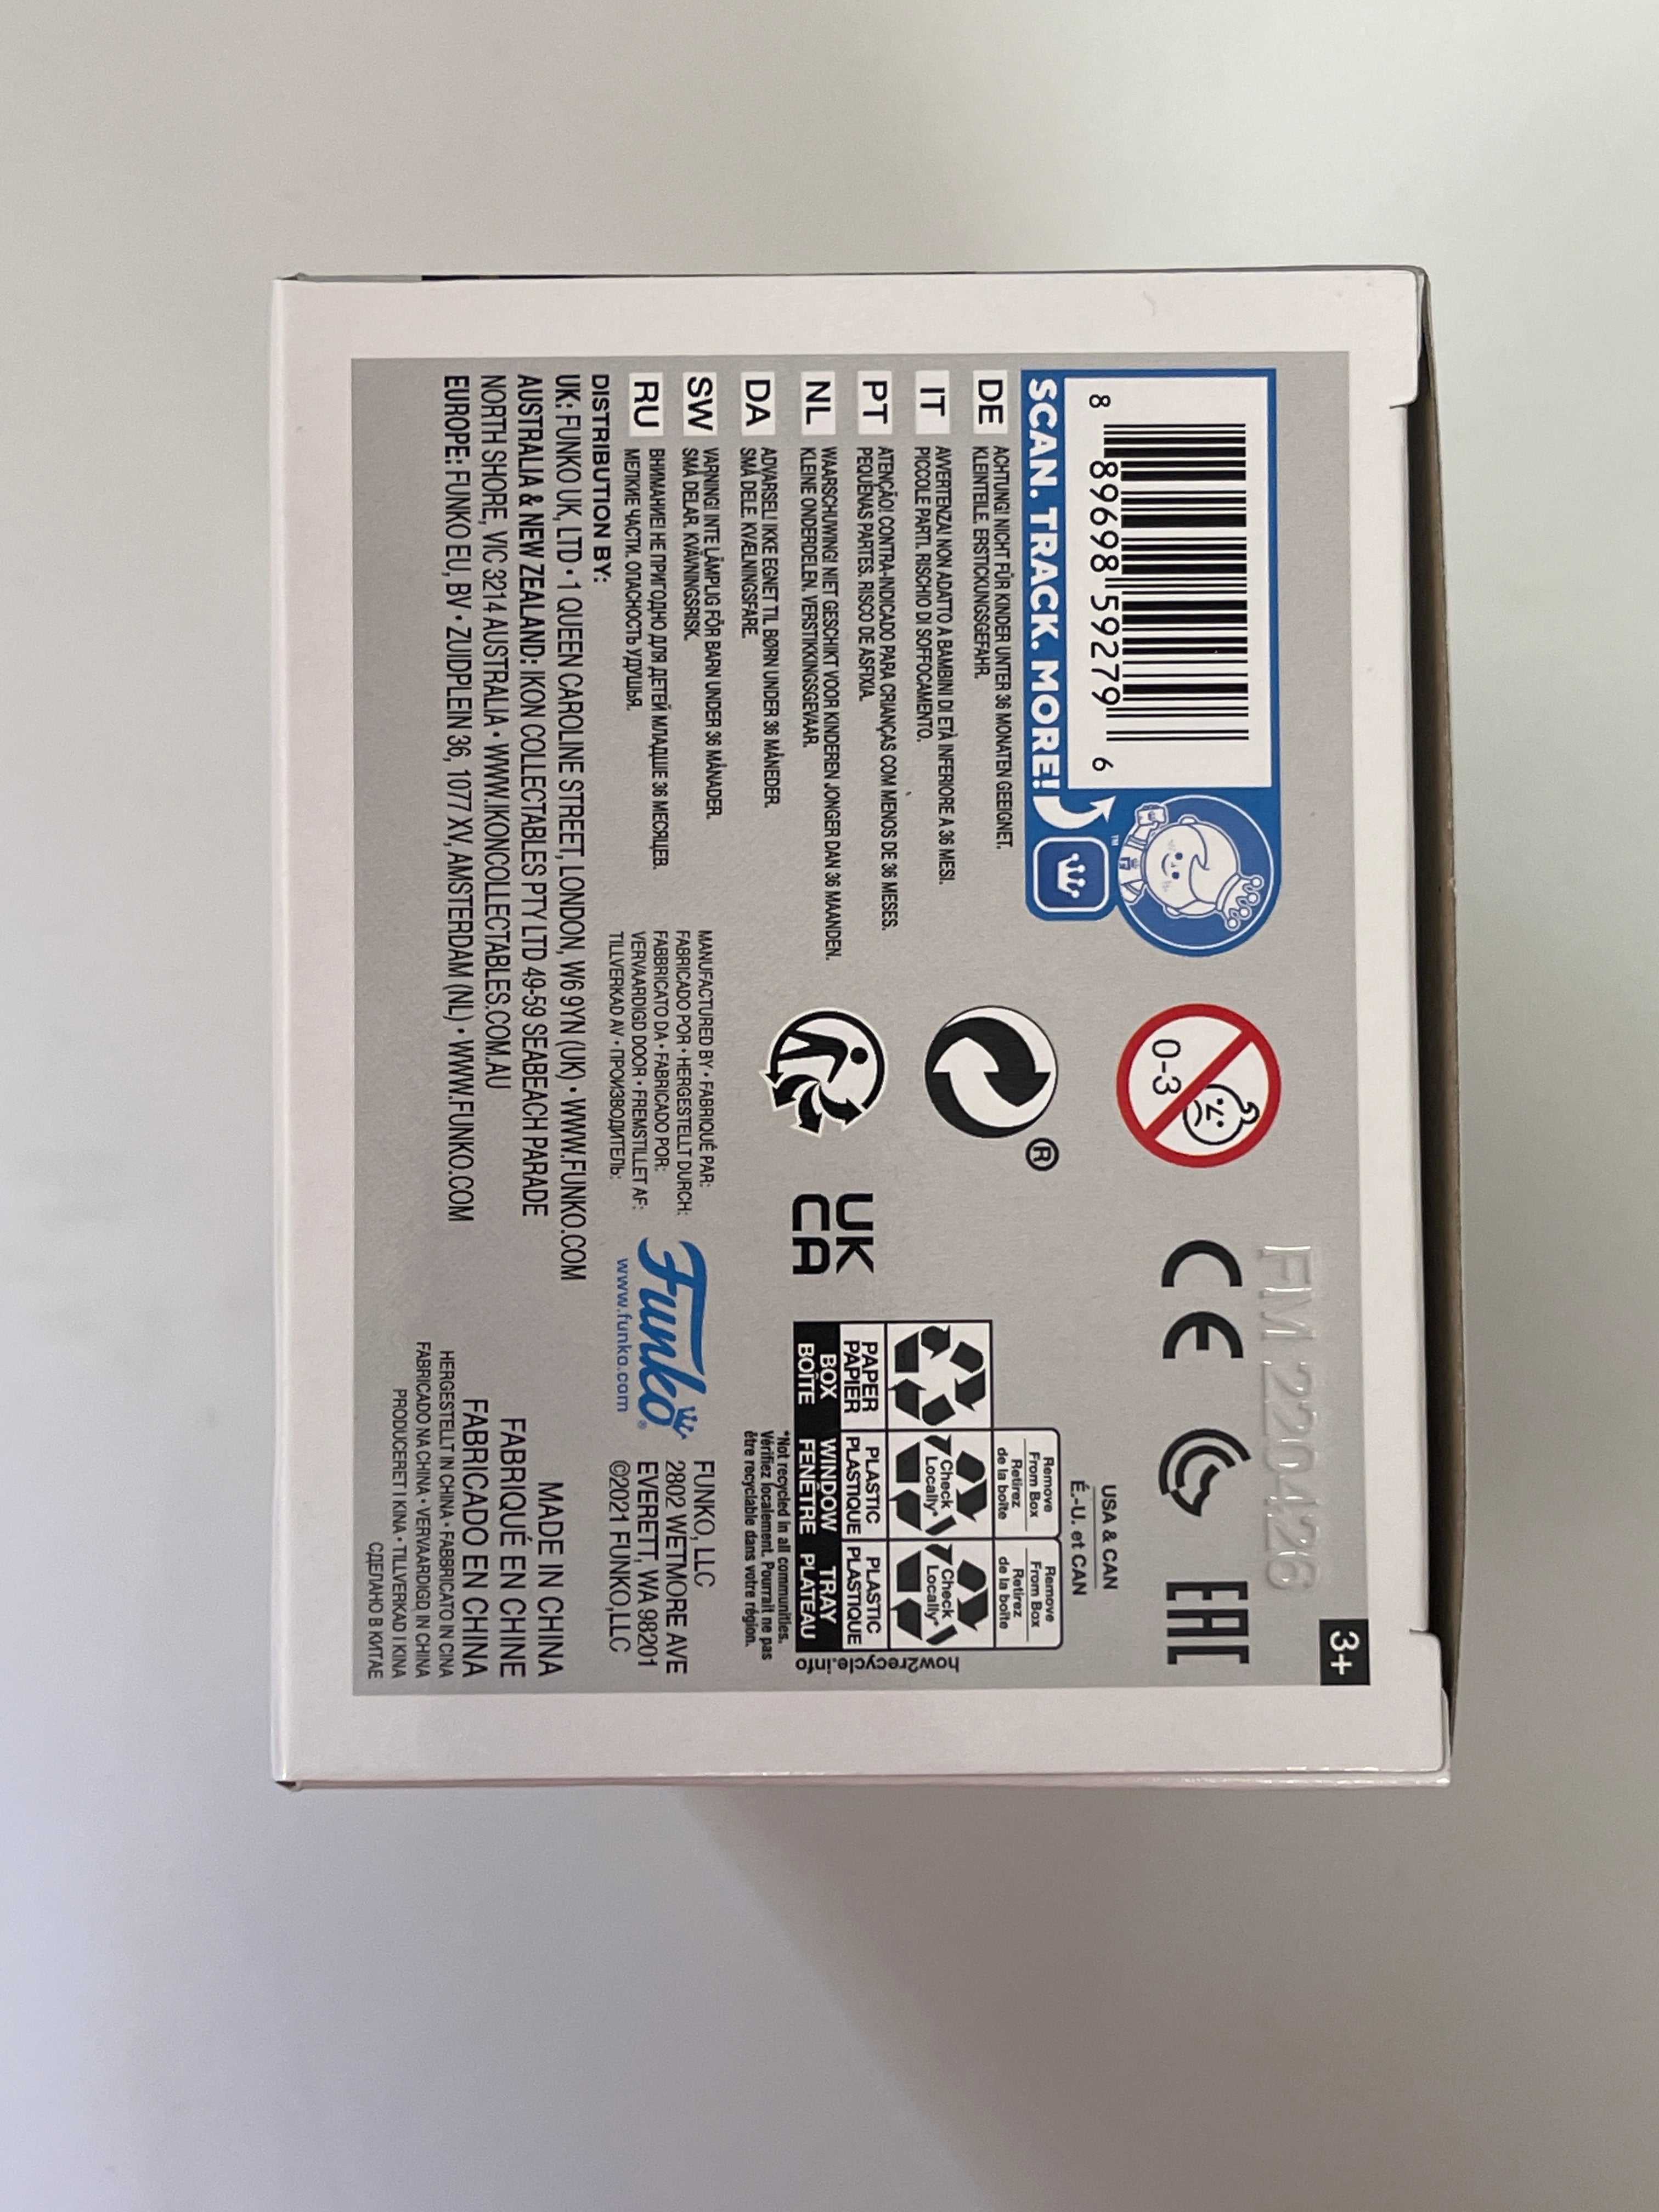 3+
FM 220426
8 89698 59279 6
SCAN. TRACK. MORE!
™
0-3
CE
EAC
®
UK
CA
USA & CAN
É.-U. et CAN
Remove
From Box
Retirez
de la boîte
Remove
From Box
Retirez
de la boîte
Check
Locally*
Check
Locally*
PAPER
PAPIER
PLASTIC
PLASTIQUE
PLASTIC
PLASTIQUE
BOX
BOÎTE
WINDOW
FENÊTRE
TRAY
PLATEAU
how2recycle.info
*Not recycled in all communities.
Vérifiez localement. Pourrait ne pas
être recyclable dans votre région.
DE ACHTUNG! NICHT FÜR KINDER UNTER 36 MONATEN GEEIGNET.
KLEINTEILE. ERSTICKUNGSGEFAHR.
IT AVVERTENZA! NON ADATTO A BAMBINI DI ETÀ INFERIORE A 36 MESI.
PICCOLE PARTI. RISCHIO DI SOFFOCAMENTO.
PT ATENÇÃO! CONTRA-INDICADO PARA CRIANÇAS COM MENOS DE 36 MESES.
PEQUENAS PARTES. RISCO DE ASFIXIA.
NL WAARSCHUWING! NIET GESCHIKT VOOR KINDEREN JONGER DAN 36 MAANDEN.
KLEINE ONDERDELEN. VERSTIKKINGSGEVAAR.
DA ADVARSEL! IKKE EGNET TIL BØRN UNDER 36 MÅNEDER.
SMÅ DELE. KVÆLNINGSFARE.
SW VARNING! INTE LÄMPLIG FÖR BARN UNDER 36 MÅNADER.
SMÅ DELAR. KVÄVNINGSRISK.
RU ВНИМАНИЕ! НЕ ПРИГОДНО ДЛЯ ДЕТЕЙ МЛАДШЕ 36 МЕСЯЦЕВ.
МЕЛКИЕ ЧАСТИ. ОПАСНОСТЬ УДУШЬЯ.
MANUFACTURED BY • FABRIQUÉ PAR:
FABRICADO POR • HERGESTELLT DURCH:
FABBRICATO DA • FABRICADO POR:
VERVAARDIGD DOOR • FREMSTILLET AF:
TILLVERKAD AV • ПРОИЗВОДИТЕЛЬ:
Funko®
www.funko.com
FUNKO, LLC
2802 WETMORE AVE
EVERETT, WA 98201
©2021 FUNKO,LLC
DISTRIBUTION BY:
UK: FUNKO UK, LTD • 1 QUEEN CAROLINE STREET, LONDON, W6 9YN (UK) • WWW.FUNKO.COM
AUSTRALIA & NEW ZEALAND: IKON COLLECTABLES PTY LTD 49-59 SEABEACH PARADE
NORTH SHORE, VIC 3214 AUSTRALIA • WWW.IKONCOLLECTABLES.COM.AU
EUROPE: FUNKO EU, BV • ZUIDPLEIN 36, 1077 XV, AMSTERDAM (NL) • WWW.FUNKO.COM
MADE IN CHINA
FABRIQUÉ EN CHINE
FABRICADO EN CHINA
HERGESTELLT IN CHINA • FABBRICATO IN CINA
FABRICADO NA CHINA • VERVAARDIGD IN CHINA
PRODUCERET I KINA • TILLVERKAD I KINA
СДЕЛАНО В КИТАЕ